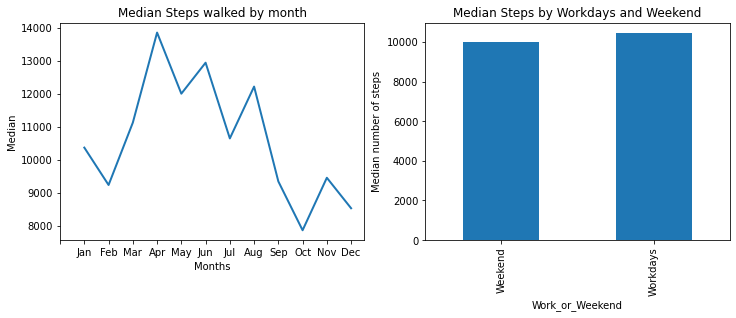 Median Steps walked by month
14000
13000
12000
11000
10000
9000
8000
Median
Jan Feb Mar Apr May Jun Jul Aug Sep Oct Nov Dec
Months
Median Steps by Workdays and Weekend
10000
8000
6000
4000
2000
0
Median number of steps
Weekend
Workdays
Work_or_Weekend